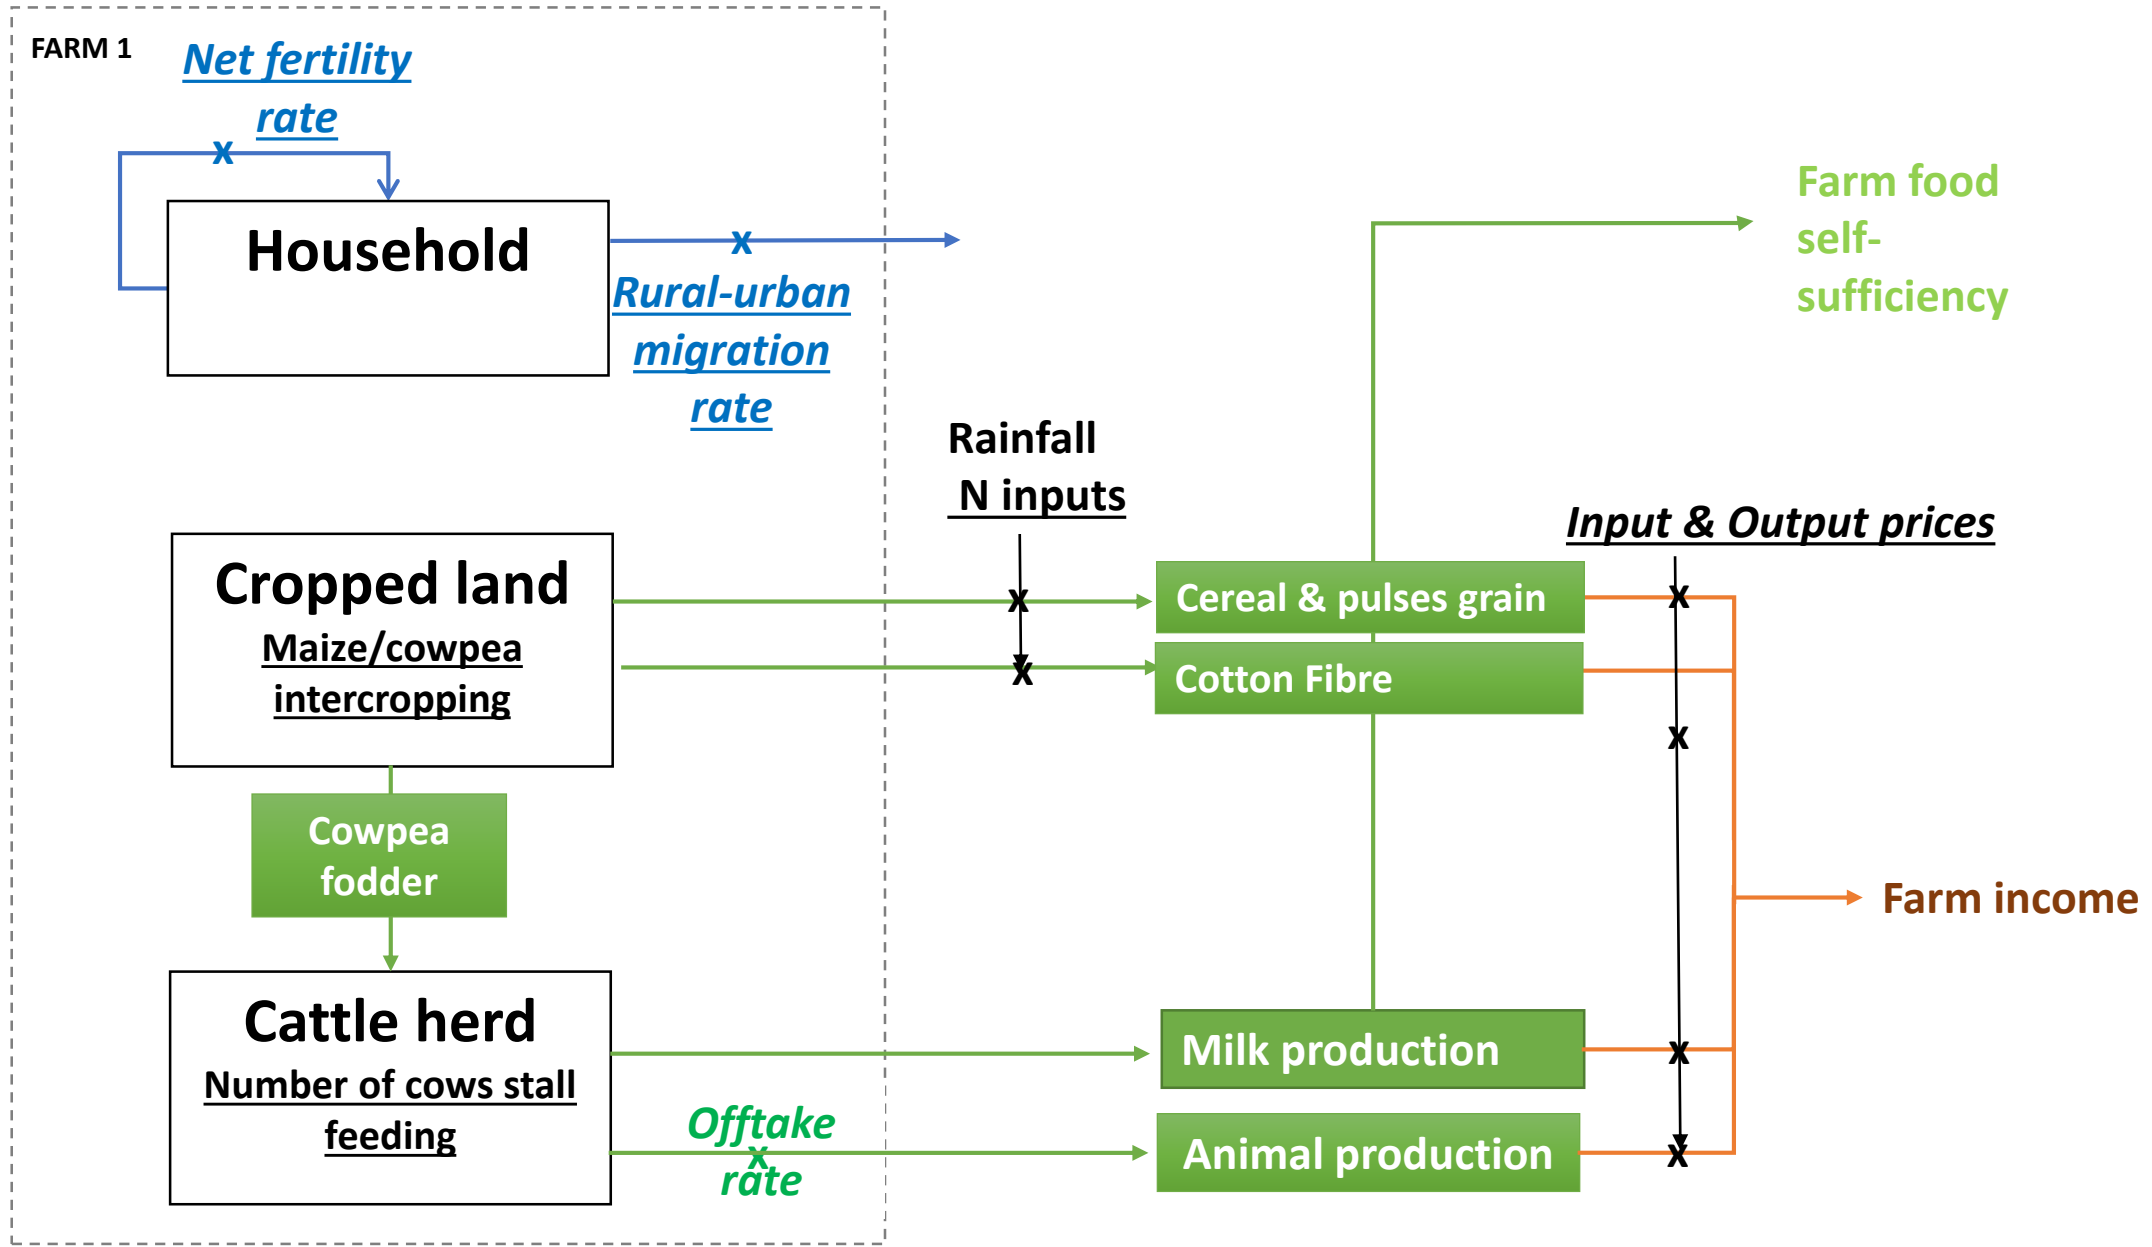 FARM 1
Net fertility
rate
X
Household
X
Rural-urban
migration
rate
Farm food
self-
sufficiency
Rainfall
N inputs
Input & Output prices
Cropped land
Maize/cowpea
intercropping
X
X
Cereal & pulses grain
Cotton Fibre
X
X
Cowpea
fodder
Farm income
Cattle herd
Number of cows stall
feeding
Milk production
X
Offtake
X
rate
Animal production
X